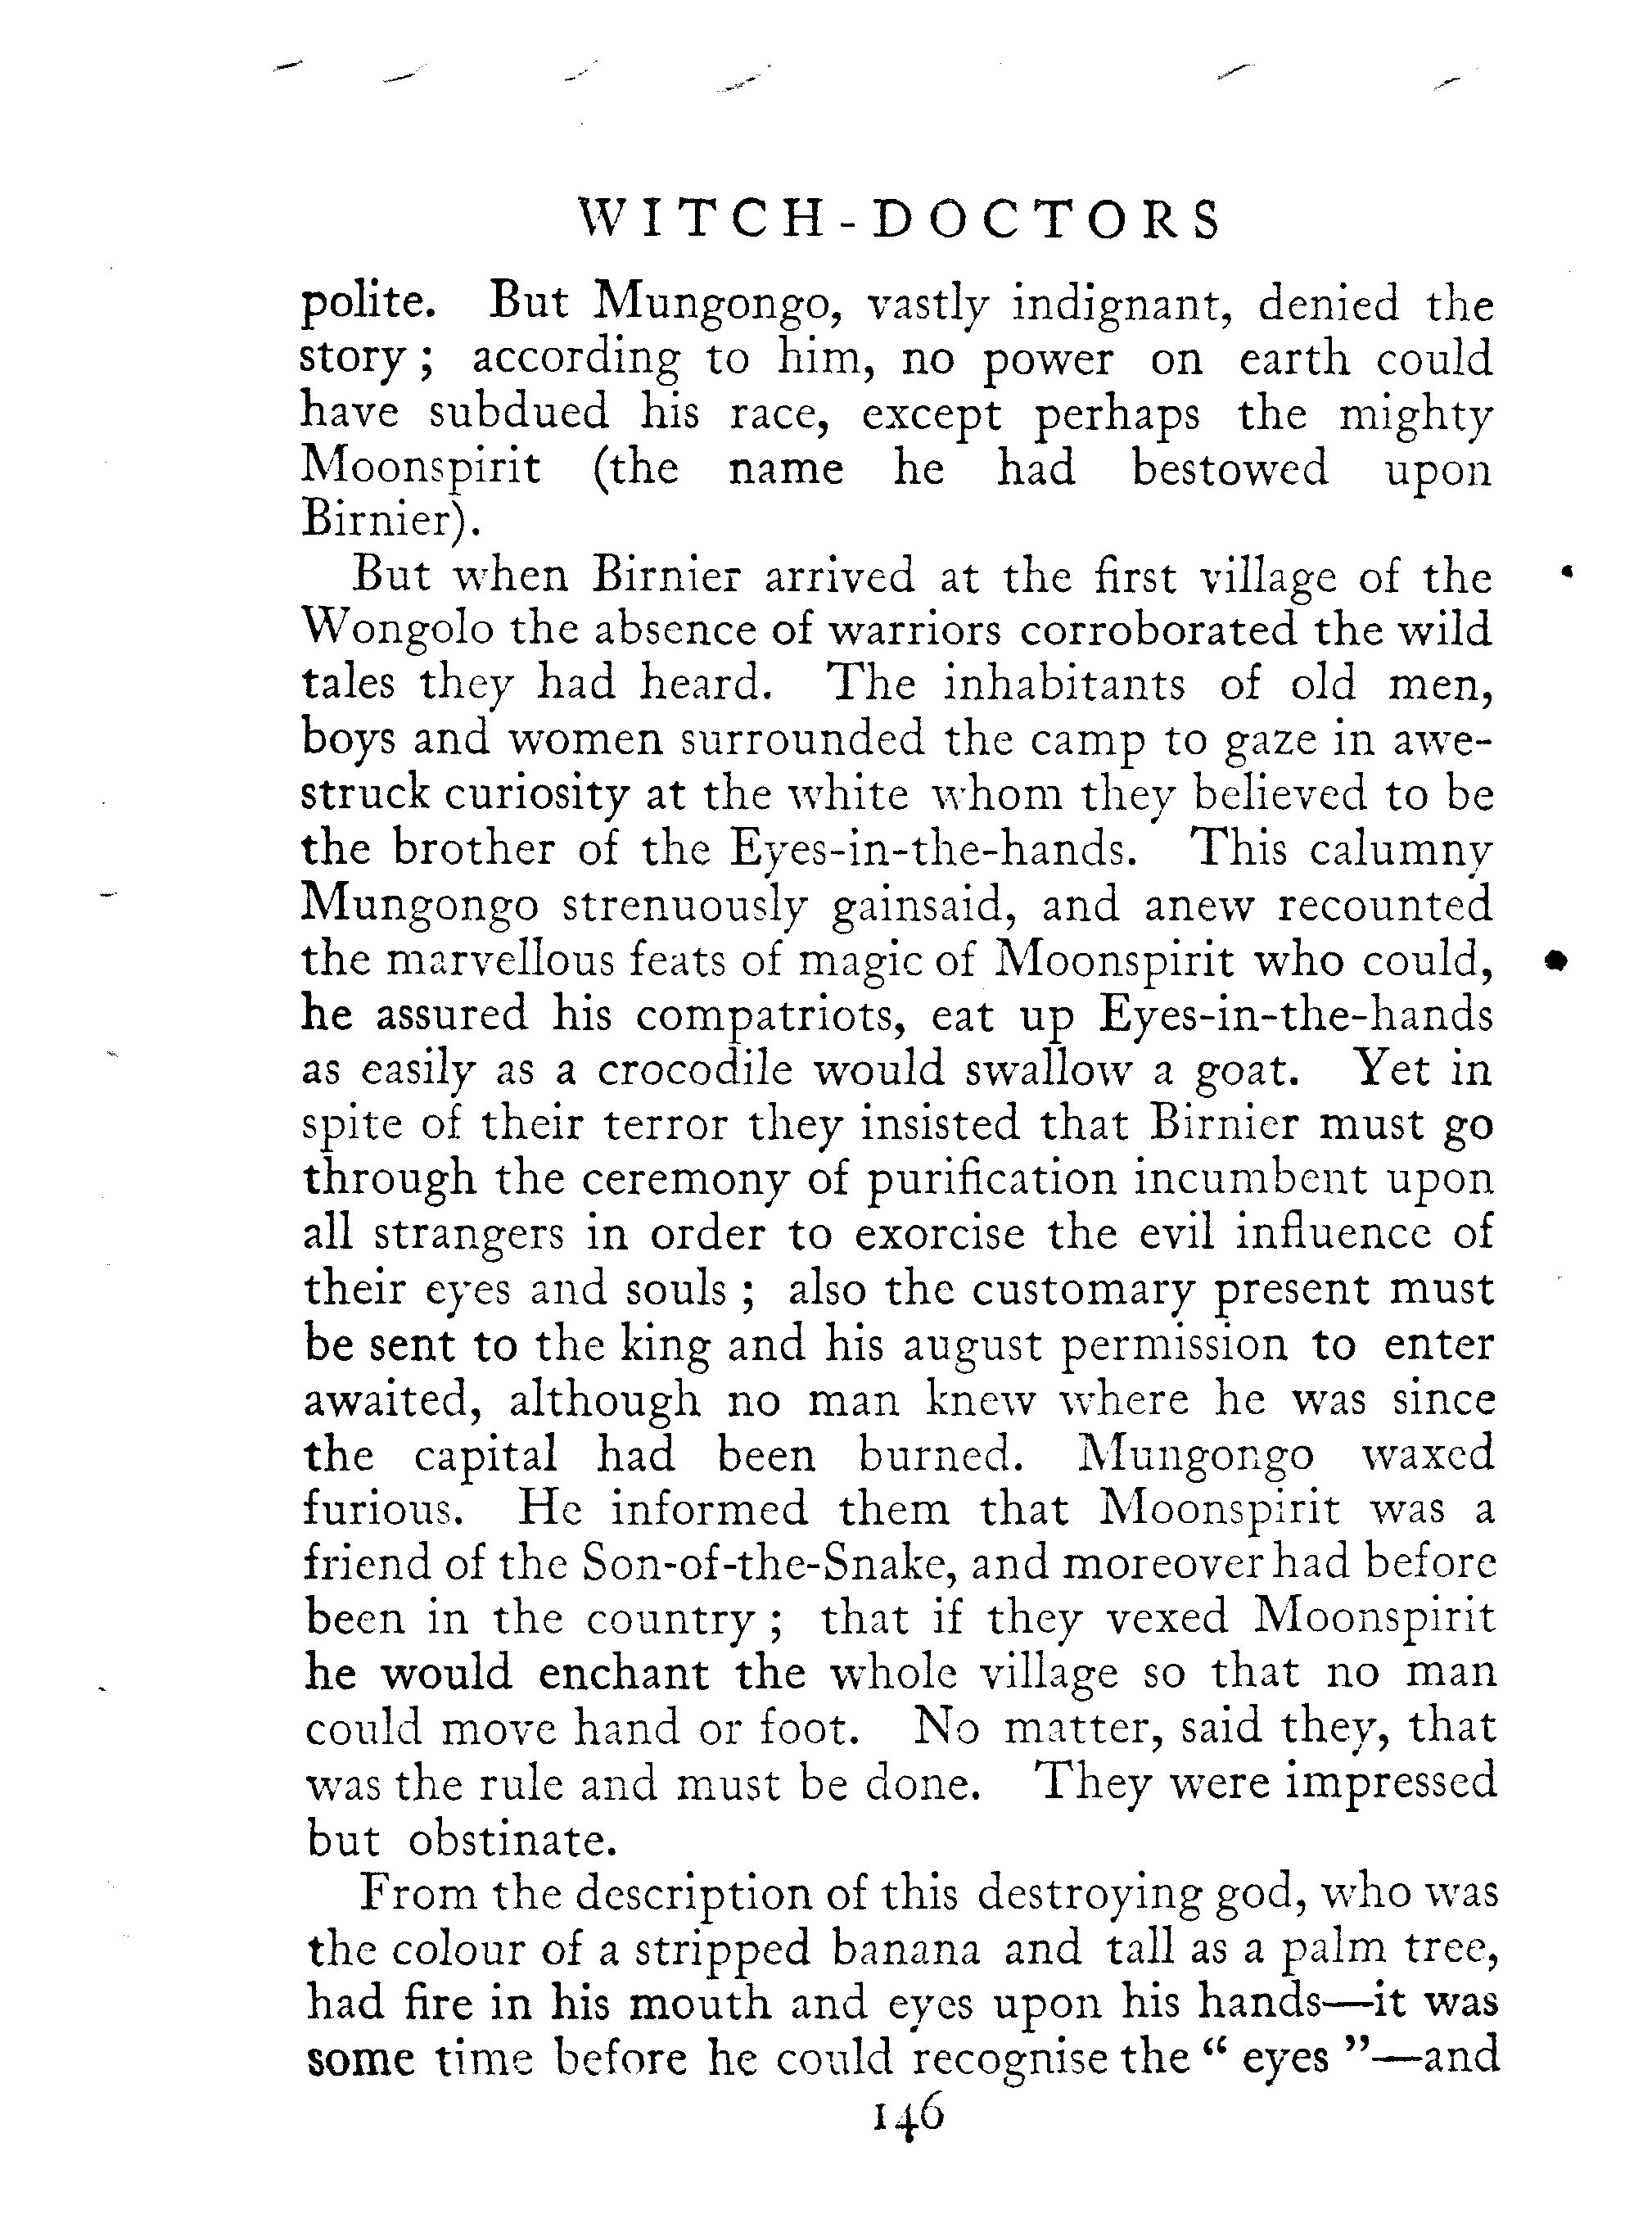 WITCH-DOCTORS
polite. But Mungongo, vastly indignant, denied the
story ; according to him, no power on earth could
have subdued his race, except perhaps the mighty
Moonspirit (the name he had bestowed upon
Birnier).
But when Birnier arrived at the first village of the
Wongolo the absence of warriors corroborated the wild
tales they had heard. The inhabitants of old men,
boys and women surrounded the camp to gaze in awe-
struck curiosity at the white whom they believed to be
the brother of the Eyes-in-the-hands. This calumny
Mungongo strenuously gainsaid, and anew recounted
the marvellous feats of magic of Moonspirit who could,
he assured his compatriots, eat up Eyes-in-the-hands
as easily as a crocodile would swallow a goat. Yet in
spite of their terror they insisted that Birnier must go
through the ceremony of purification incumbent upon
all strangers in order to exorcise the evil influence of
their eyes and souls ; also the customary present must
be sent to the king and his august permission to enter
awaited, although no man knew where he was since
the capital had been burned. Mungongo waxed
furious. He informed them that Moonspirit was a
friend of the Son-of-the-Snake, and moreover had before
been in the country ; that if they vexed Moonspirit
he would enchant the whole village so that no man
could move hand or foot. No matter, said they, that
was the rule and must be done. They were impressed
but obstinate.
From the description of this destroying god, who was
the colour of a stripped banana and tall as a palm tree,
had fire in his mouth and eyes upon his hands—it was
some time before he could recognise the “ eyes ”—and
146